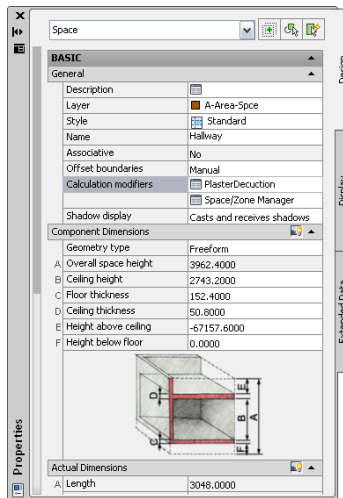 Space
BASIC
General
Description
Layer A-Area-Spce
Style Standard
Name Hallway
Associative No
Offset boundaries Manual
Calculation modifiers PlasterDecuction
Space/Zone Manager
Shadow display Casts and receives shadows
Component Dimensions
Geometry type Freeform
A Overall space height 3962.4000
B Ceiling height 2743.2000
C Floor thickness 152.4000
D Ceiling thickness 50.8000
E Height above ceiling -67157.6000
F Height below floor 0.0000
D E
B A
C F
Actual Dimensions
A Length 3048.0000
Design
Display
Extended Data
Properties